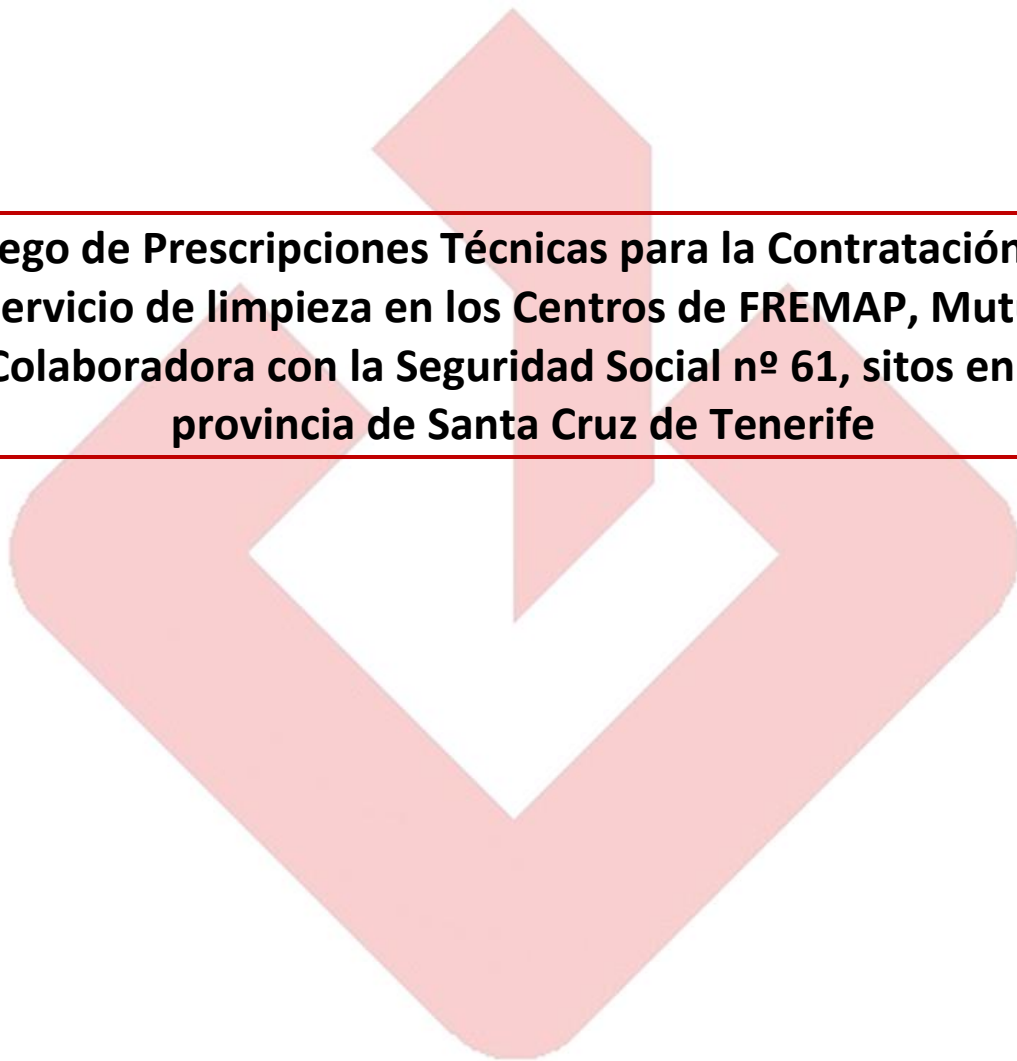 ego de Prescripciones Técnicas para la Contratación
ervicio de limpieza en los Centros de FREMAP, Mut
Colaboradora con la Seguridad Social nº 61, sitos en
provincia de Santa Cruz de Tenerife